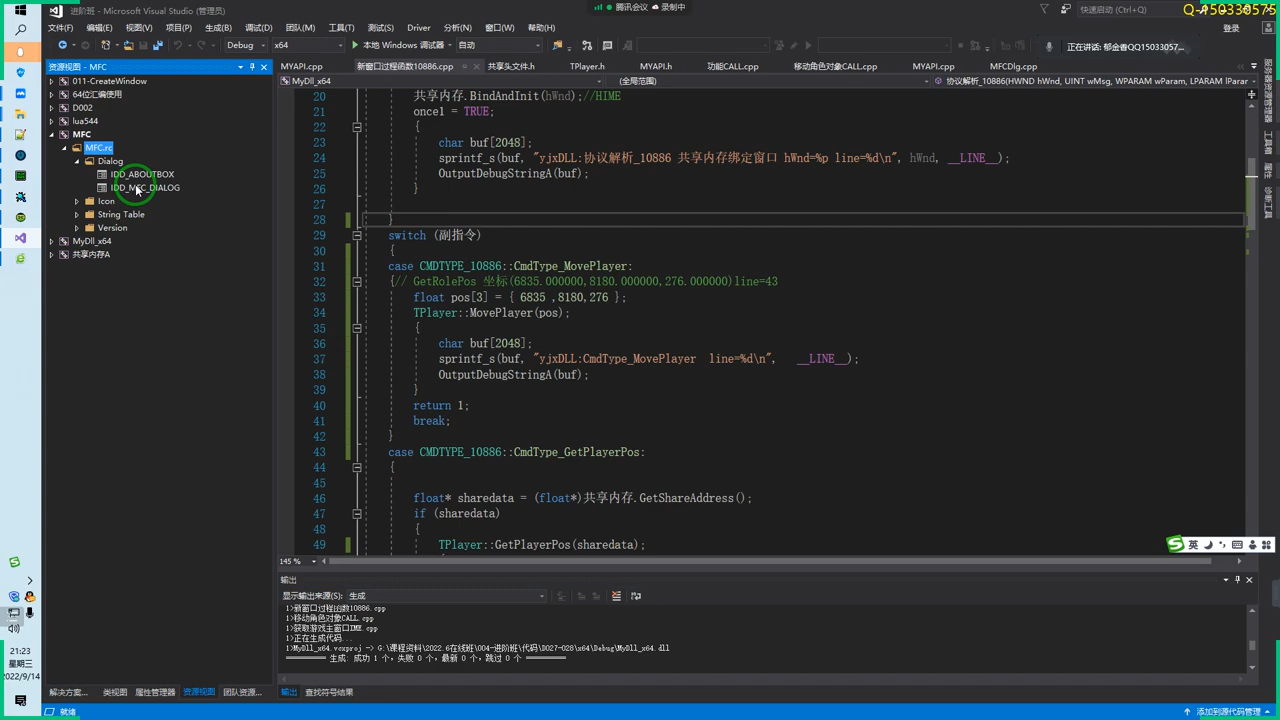 进阶班 - Microsoft Visual Studio (管理员)
腾讯会议 录制中
快速启动 (Ctrl+Q)
Q-150330575
文件(F) 编辑(E) 视图(V) 项目(P) 生成(B) 调试(D) 团队(M) 工具(T) 测试(S) Driver 分析(N) 窗口(W) 帮助(H)
登录
Debug x64 本地 Windows 调试器 自动
正在讲话: 郁金香QQ15033057...
资源视图 - MFC
MYAPI.cpp 新窗口过程函数10886.cpp 共享头文件.h TPlayer.h MYAPI.h 功能CALL.cpp 移动角色对象CALL.cpp MYAPI.cpp MFCDlg.cpp
MyDll_x64 (全局范围) 协议解析_10886(HWND hWnd, UINT wMsg, WPARAM wParam, LPARAM lParam
011-CreateWindow
64位汇编使用
D002
lua544
MFC
MFC.rc
Dialog
IDD_ABOUTBOX
IDD_MFC_DIALOG
Icon
String Table
Version
MyDll_x64
共享内存A
20 共享内存.BindAndInit(hWnd);//HIME
21 once1 = TRUE;
22 {
23 char buf[2048];
24 sprintf_s(buf, "yjxDLL:协议解析_10886 共享内存绑定窗口 hWnd=%p line=%d\n", hWnd, __LINE__);
25 OutputDebugStringA(buf);
26 }
27
28 }
29 switch (副指令)
30 {
31 case CMDTYPE_10886::CmdType_MovePlayer:
32 {// GetRolePos 坐标(6835.000000,8180.000000,276.000000)line=43
33 float pos[3] = { 6835 ,8180,276 };
34 TPlayer::MovePlayer(pos);
35 {
36 char buf[2048];
37 sprintf_s(buf, "yjxDLL:CmdType_MovePlayer line=%d\n", __LINE__);
38 OutputDebugStringA(buf);
39 }
40 return 1;
41 break;
42 }
43 case CMDTYPE_10886::CmdType_GetPlayerPos:
44 {
45
46 float* sharedata = (float*)共享内存.GetShareAddress();
47 if (sharedata)
48 {
49 TPlayer::GetPlayerPos(sharedata);
145 %
服务器资源管理器
工具箱
属性
诊断工具
英
输出
显示输出来源(S): 生成
1>新窗口过程函数10886.cpp
1>移动角色对象CALL.cpp
1>获取游戏主窗口IMX.cpp
1>正在生成代码...
1>MyDll_x64.vcxproj -> G:\课程资料\2022.6在线班\004-进阶班\代码\D027-028\x64\Debug\MyDll_x64.dll
========== 生成: 成功 1 个，失败 0 个，最新 0 个，跳过 0 个 ==========
解决方案... 类视图 属性管理器 资源视图 团队资源... 输出 查找符号结果
就绪
添加到源代码管理
21:23
星期三
2022/9/14